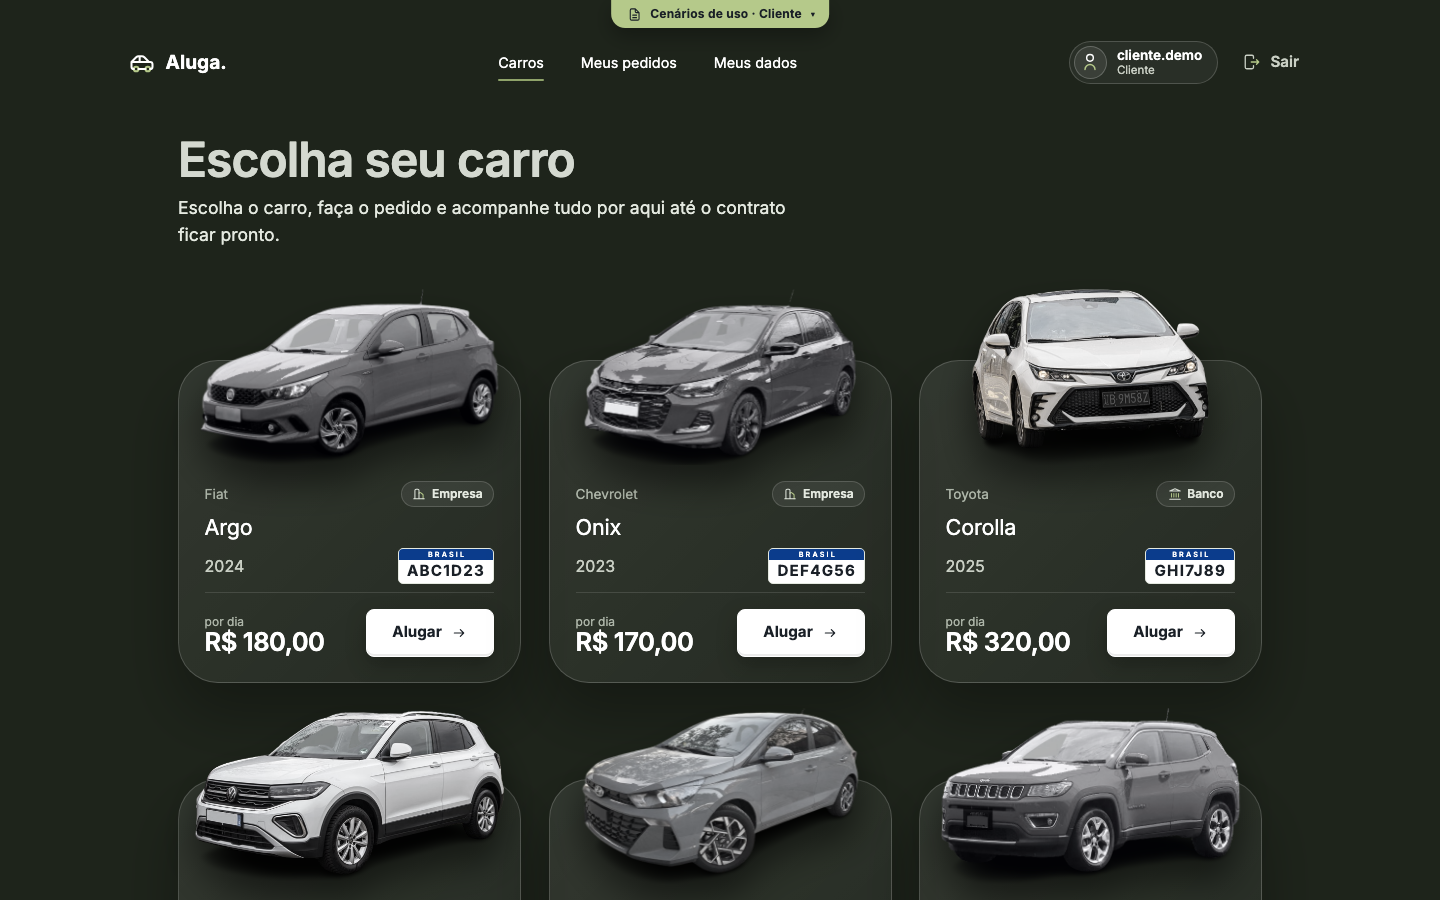 Cenários de uso · Cliente
Aluga.
Carros
Meus pedidos
Meus dados
cliente.demo
Cliente
Sair
Escolha seu carro
Escolha o carro, faça o pedido e acompanhe tudo por aqui até o contrato
ficar pronto.
Fiat
Empresa
Argo
2024
BRASIL
ABC1D23
por dia
R$ 180,00
Alugar
Chevrolet
Empresa
Onix
2023
BRASIL
DEF4G56
por dia
R$ 170,00
Alugar
Toyota
Banco
Corolla
2025
BRASIL
GHI7J89
por dia
R$ 320,00
Alugar